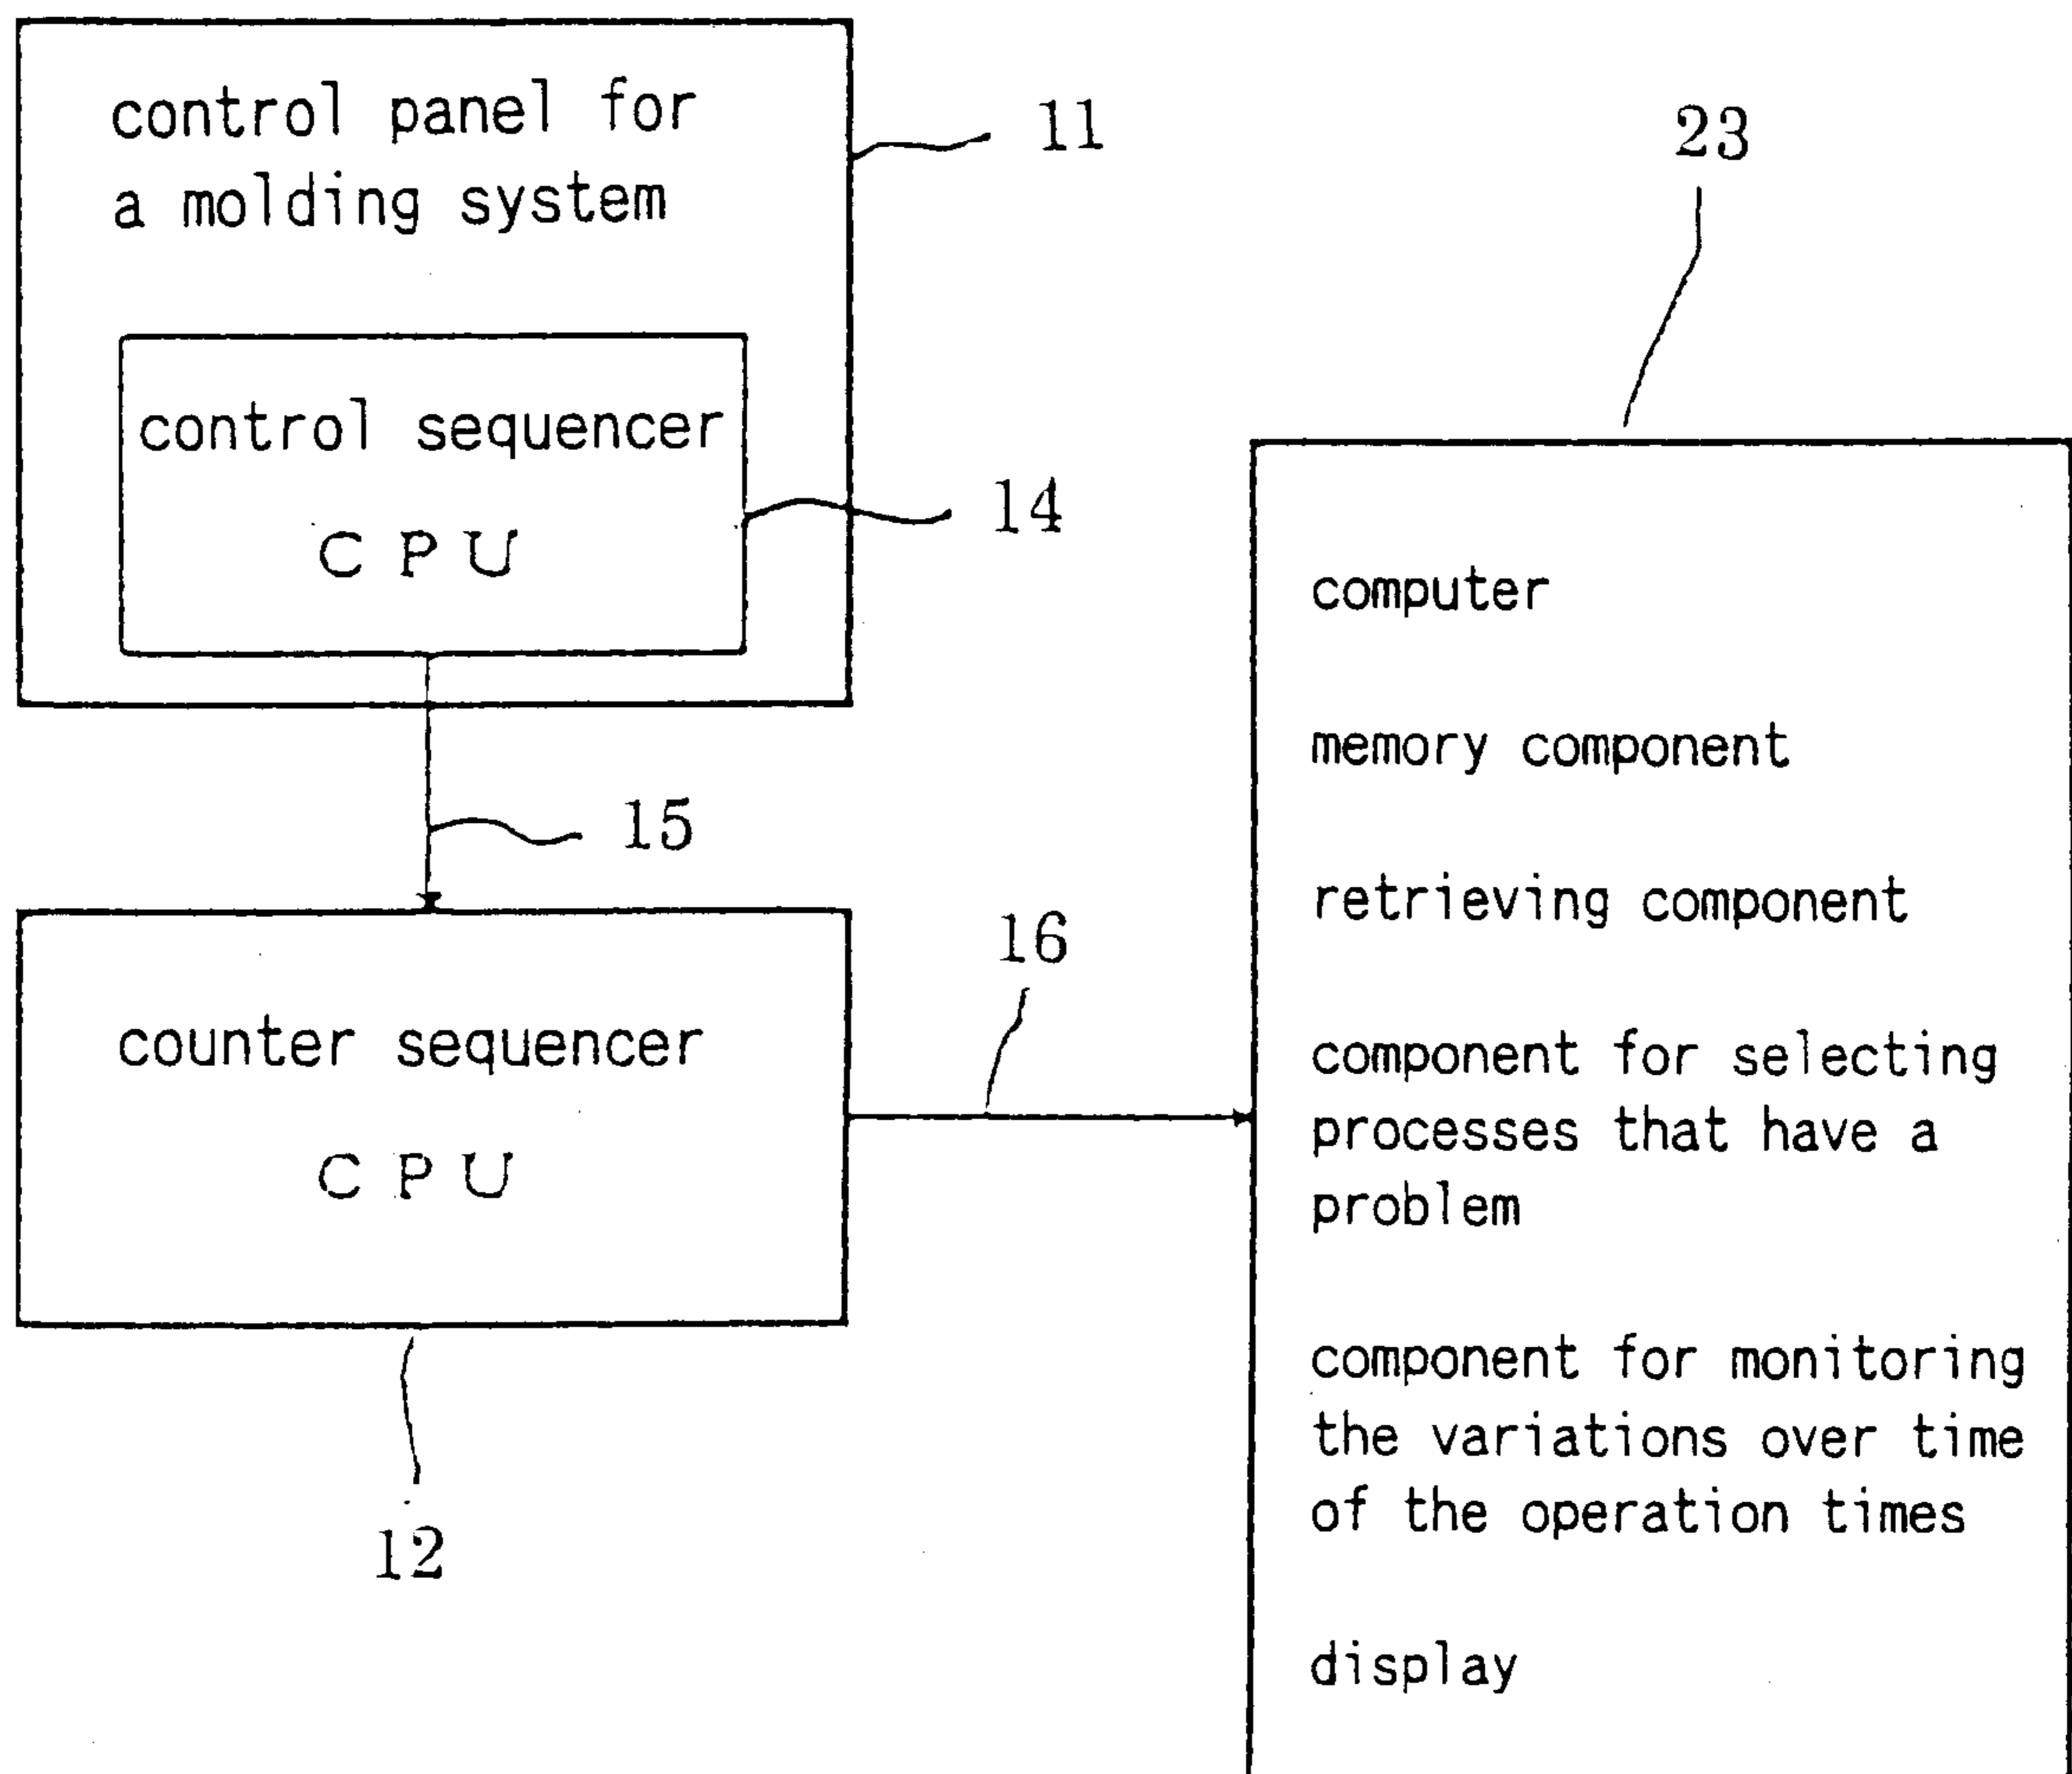 control panel for
a molding system
11
control sequencer
CPU
14
15
counter sequencer
CPU
12
16
23
computer
memory component
retrieving component
component for selecting
processes that have a
problem
component for monitoring
the variations over time
of the operation times
display